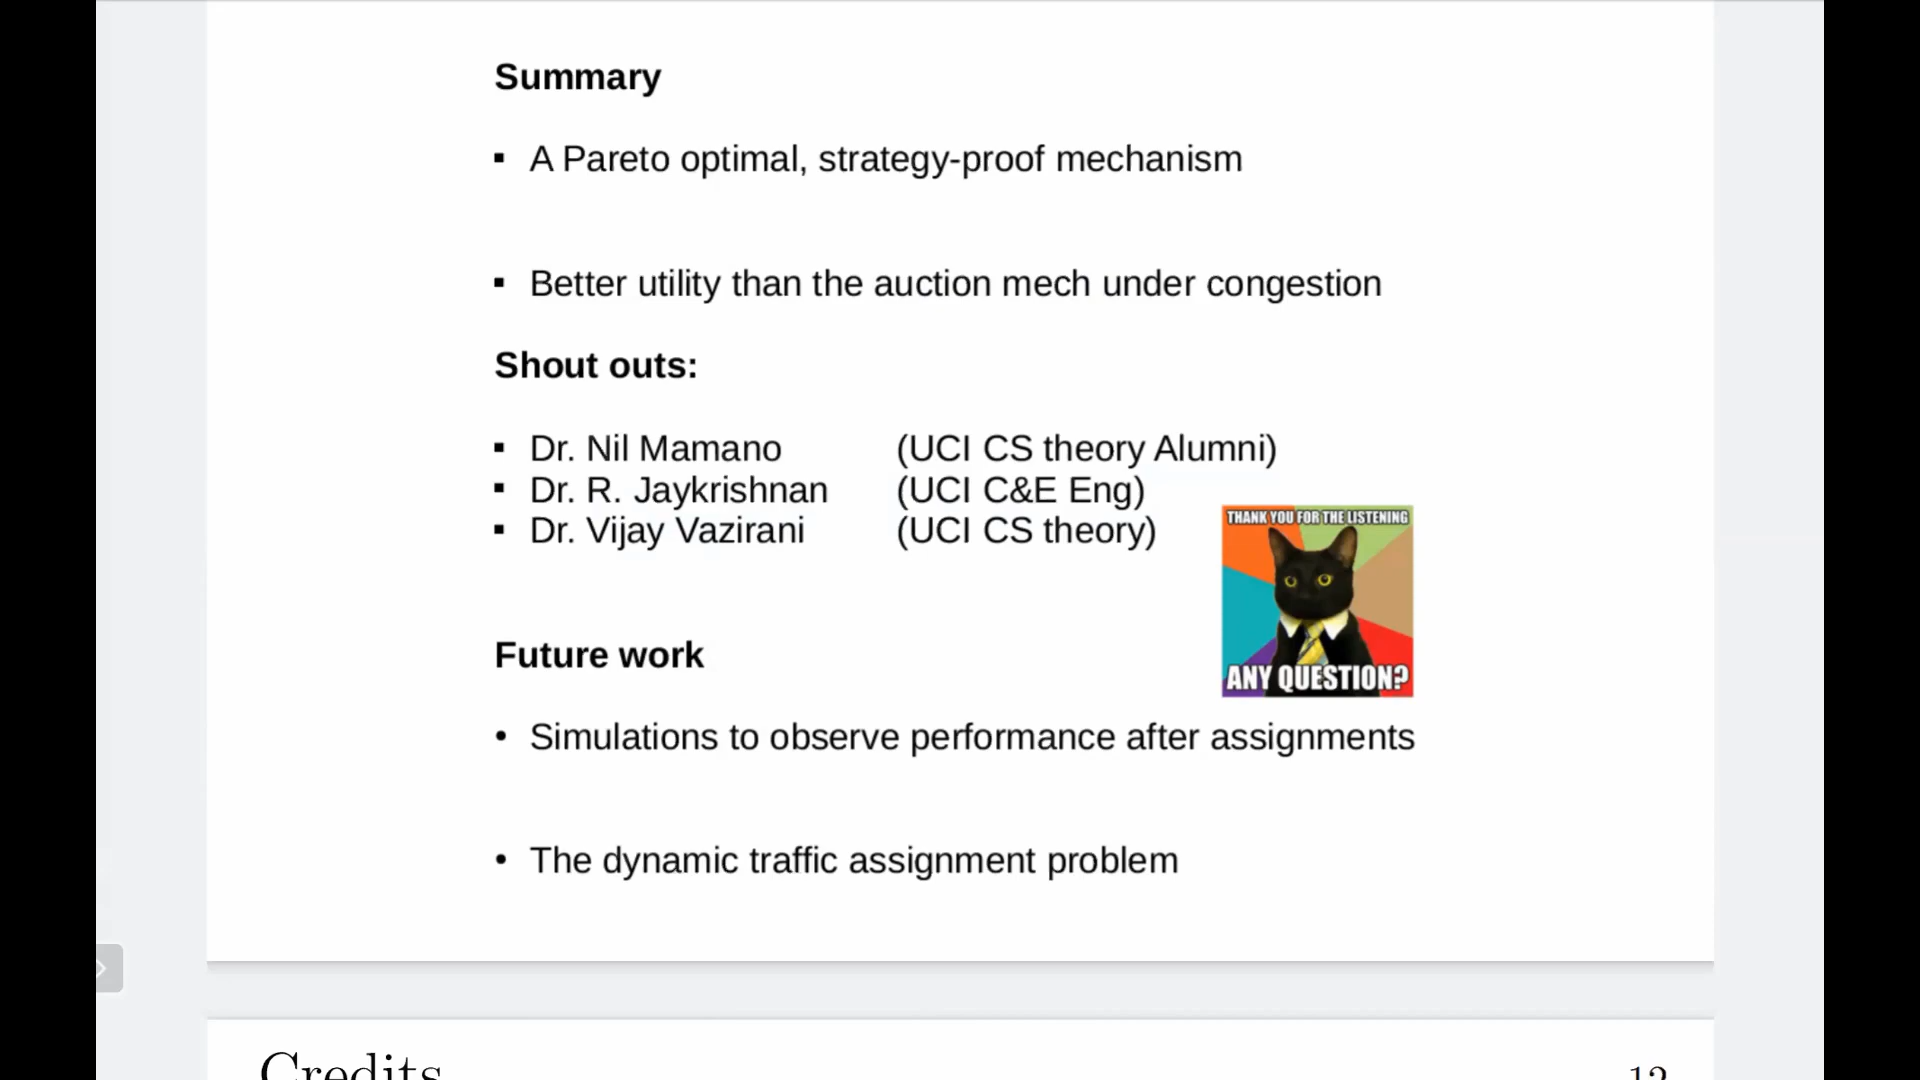 Summary
▪ A Pareto optimal, strategy-proof mechanism
▪ Better utility than the auction mech under congestion
Shout outs:
▪ Dr. Nil Mamano (UCI CS theory Alumni)
▪ Dr. R. Jaykrishnan (UCI C&E Eng)
▪ Dr. Vijay Vazirani (UCI CS theory)
THANK YOU FOR THE LISTENING
ANY QUESTION?
Future work
• Simulations to observe performance after assignments
• The dynamic traffic assignment problem
Credits 12